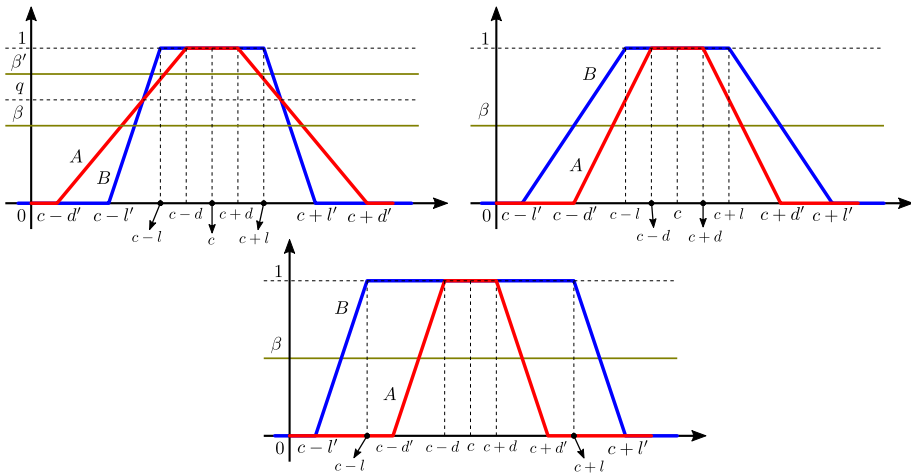 1
β′
q
β
A
B
0 c−d′ c−l′ c−d c+d c+l′ c+d′
c−l c c+l
1
β
B
A
0 c−l′ c−d′ c−l c c+l c+d′ c+l′
c−d c+d
1
B
β
A
0 c−l′ c−d′ c−d c c+d c+d′ c+l′
c−l c+l